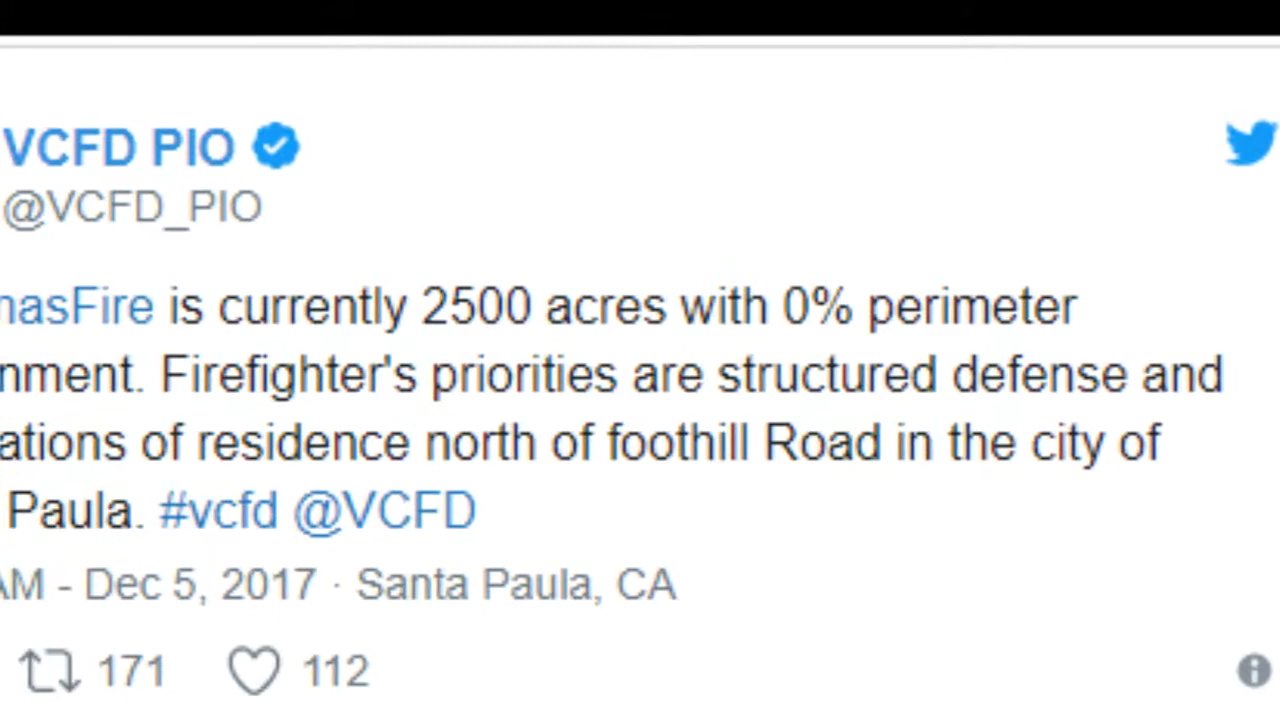 VCFD PIO
@VCFD_PIO
masFire is currently 2500 acres with 0% perimeter
nment. Firefighter's priorities are structured defense and
ations of residence north of foothill Road in the city of
Paula. #vcfd @VCFD
AM - Dec 5, 2017 · Santa Paula, CA
171 112